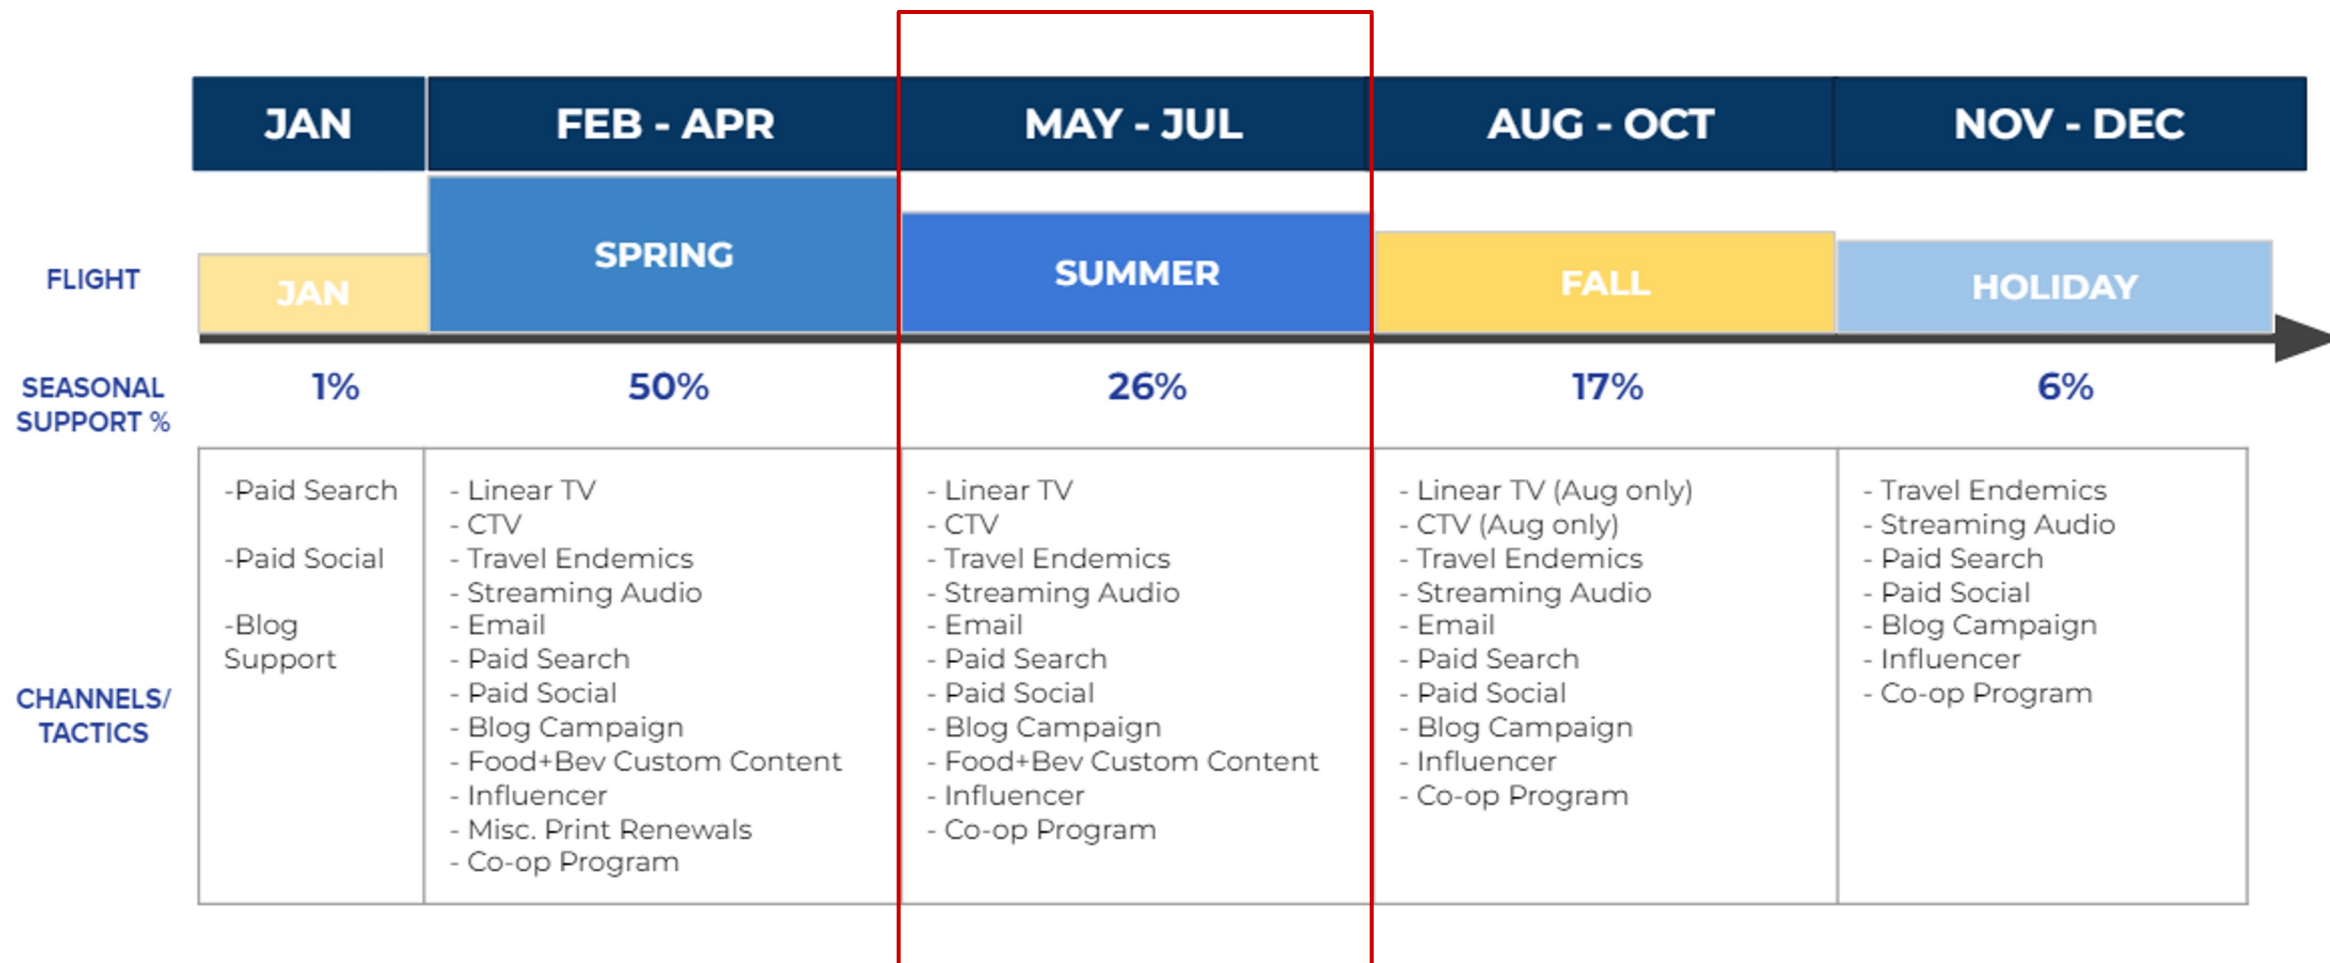 JAN
FEB - APR
MAY - JUL
AUG - OCT
NOV - DEC
FLIGHT
JAN
SPRING
SUMMER
FALL
HOLIDAY
SEASONAL
SUPPORT %
1%
50%
26%
17%
6%
CHANNELS/
TACTICS
-Paid Search
-Paid Social
-Blog
Support
- Linear TV
- CTV
- Travel Endemics
- Streaming Audio
- Email
- Paid Search
- Paid Social
- Blog Campaign
- Food+Bev Custom Content
- Influencer
- Misc. Print Renewals
- Co-op Program
- Linear TV
- CTV
- Travel Endemics
- Streaming Audio
- Email
- Paid Search
- Paid Social
- Blog Campaign
- Food+Bev Custom Content
- Influencer
- Co-op Program
- Linear TV (Aug only)
- CTV (Aug only)
- Travel Endemics
- Streaming Audio
- Email
- Paid Search
- Paid Social
- Blog Campaign
- Influencer
- Co-op Program
- Travel Endemics
- Streaming Audio
- Paid Search
- Paid Social
- Blog Campaign
- Influencer
- Co-op Program